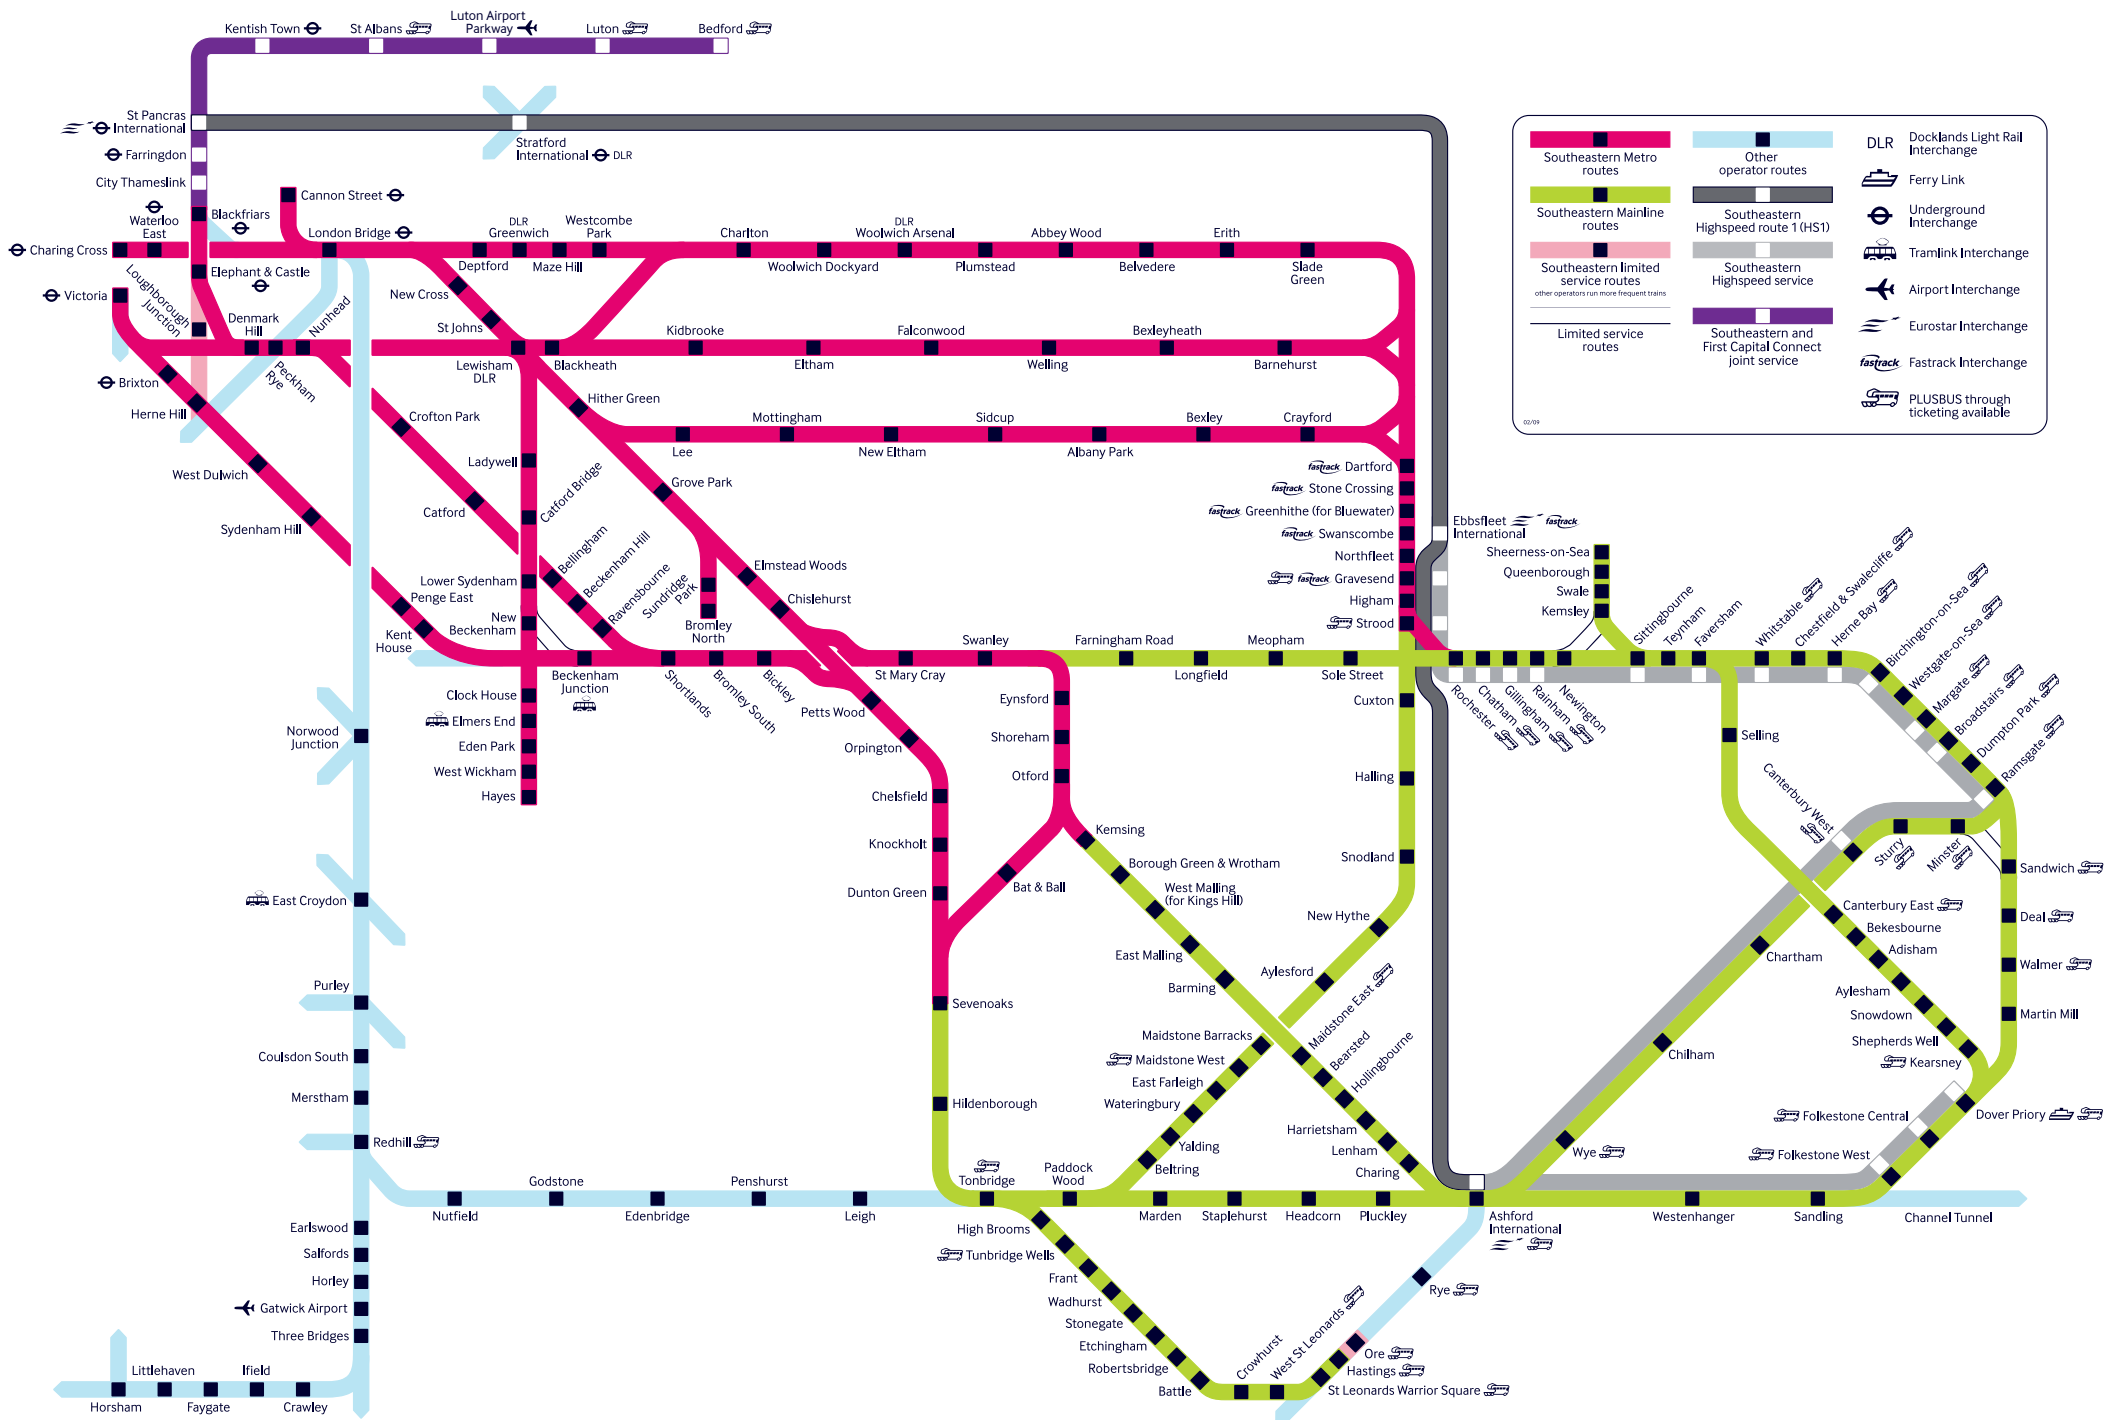 Kentish Town
St Albans
Luton Airport
Parkway
Luton
Bedford
St Pancras
International
Farringdon
City Thameslink
Stratford
International
DLR
Cannon Street
Waterloo
East
Blackfriars
Charing Cross
London Bridge
Elephant & Castle
Victoria
Loughborough
Junction
Denmark
Hill
Peckham
Rye
Nunhead
Deptford
DLR
Greenwich
Maze Hill
Westcombe
Park
Charlton
Woolwich Dockyard
DLR
Woolwich Arsenal
Plumstead
Abbey Wood
Belvedere
Erith
Slade
Green
New Cross
St Johns
Lewisham
DLR
Blackheath
Kidbrooke
Eltham
Falconwood
Welling
Bexleyheath
Barnehurst
Hither Green
Lee
Mottingham
New Eltham
Sidcup
Albany Park
Bexley
Crayford
Brixton
Herne Hill
West Dulwich
Sydenham Hill
Penge East
Kent
House
Crofton Park
Catford
Bellingham
Beckenham Hill
Ravensbourne
Ladywell
Catford Bridge
Lower Sydenham
New
Beckenham
Clock House
Elmers End
Eden Park
West Wickham
Hayes
Beckenham
Junction
Shortlands
Bromley South
Bickley
Grove Park
Sundridge
Park
Bromley
North
Elmstead Woods
Chislehurst
Petts Wood
Orpington
Chelsfield
Knockholt
Dunton Green
Sevenoaks
Hildenborough
St Mary Cray
Swanley
Farningham Road
Longfield
Meopham
Sole Street
Eynsford
Shoreham
Otford
Bat & Ball
Kemsing
Borough Green & Wrotham
West Malling
(for Kings Hill)
East Malling
Barming
Maidstone East
Bearsted
Hollingbourne
Harrietsham
Lenham
Charing
fastrack Dartford
fastrack Stone Crossing
fastrack Greenhithe (for Bluewater)
fastrack Swanscombe
Northfleet
fastrack Gravesend
Higham
Strood
Ebbsfleet
International
fastrack
Cuxton
Halling
Snodland
New Hythe
Aylesford
Maidstone Barracks
Maidstone West
East Farleigh
Wateringbury
Yalding
Beltring
Sheerness-on-Sea
Queenborough
Swale
Kemsley
Rochester
Chatham
Gillingham
Rainham
Newington
Sittingbourne
Teynham
Faversham
Whitstable
Chestfield & Swalecliffe
Herne Bay
Birchington-on-Sea
Westgate-on-Sea
Margate
Broadstairs
Dumpton Park
Ramsgate
Selling
Canterbury West
Sturry
Minster
Sandwich
Deal
Walmer
Martin Mill
Canterbury East
Bekesbourne
Adisham
Aylesham
Snowdown
Shepherds Well
Kearsney
Dover Priory
Folkestone Central
Folkestone West
Chartham
Chilham
Wye
Norwood
Junction
East Croydon
Purley
Coulsdon South
Merstham
Redhill
Earlswood
Salfords
Horley
Gatwick Airport
Three Bridges
Littlehaven
Ifield
Horsham
Faygate
Crawley
Nutfield
Godstone
Edenbridge
Penshurst
Leigh
Tonbridge
Paddock
Wood
Marden
Staplehurst
Headcorn
Pluckley
Ashford
International
Westenhanger
Sandling
Channel Tunnel
High Brooms
Tunbridge Wells
Frant
Wadhurst
Stonegate
Etchingham
Robertsbridge
Battle
Crowhurst
West St Leonards
St Leonards Warrior Square
Hastings
Ore
Rye
Southeastern Metro
routes
Southeastern Mainline
routes
Southeastern limited
service routes
other operators run more frequent trains
Limited service
routes
Other
operator routes
Southeastern
Highspeed route 1 (HS1)
Southeastern
Highspeed service
Southeastern and
First Capital Connect
joint service
DLR
Docklands Light Rail
Interchange
Ferry Link
Underground
Interchange
Tramlink Interchange
Airport Interchange
Eurostar Interchange
fastrack
Fastrack Interchange
PLUSBUS through
ticketing available
02/09